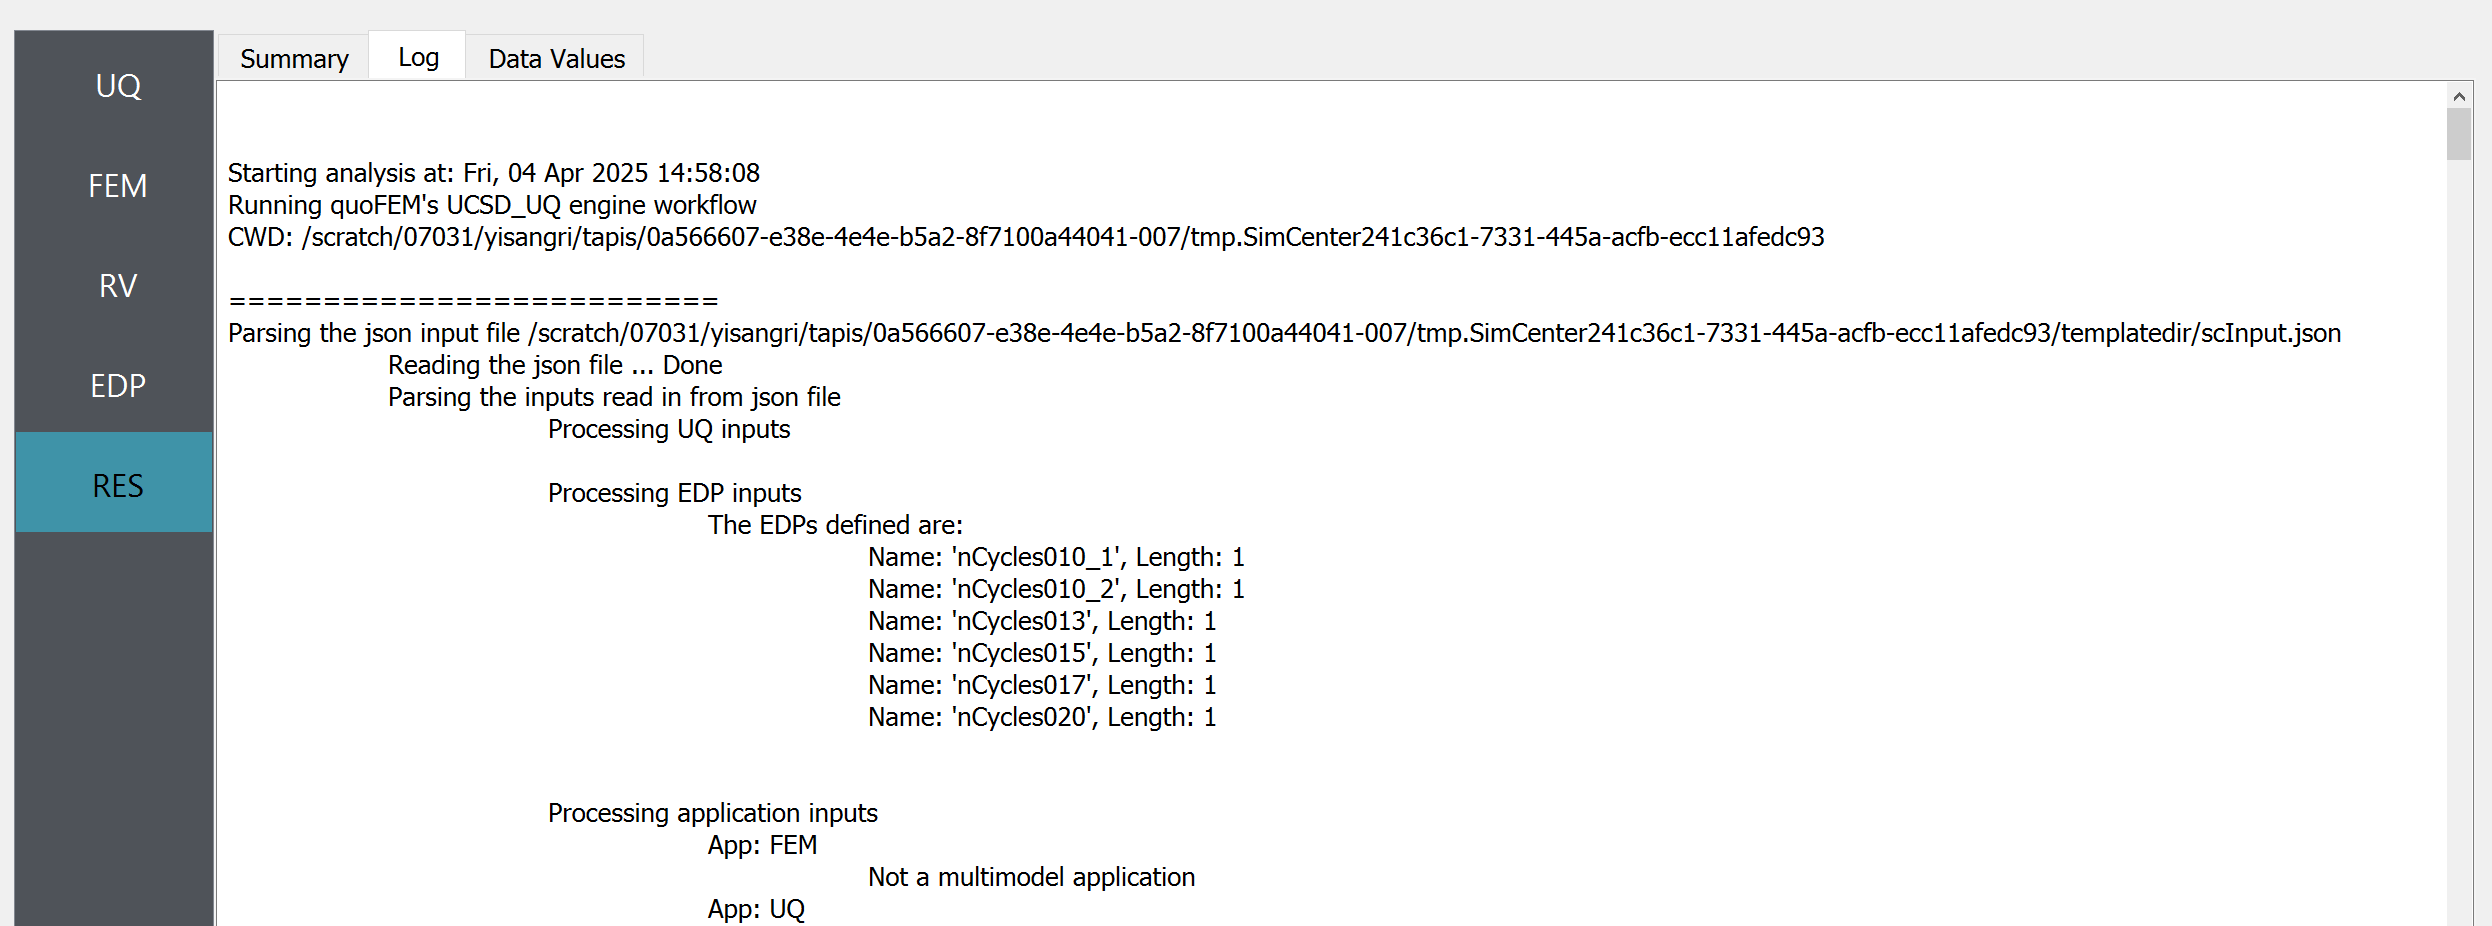 UQ
FEM
RV
EDP
RES
Summary
Log
Data Values
Starting analysis at: Fri, 04 Apr 2025 14:58:08
Running quoFEM's UCSD_UQ engine workflow
CWD: /scratch/07031/yisangri/tapis/0a566607-e38e-4e4e-b5a2-8f7100a44041-007/tmp.SimCenter241c36c1-7331-445a-acfb-ecc11afedc93
==========================
Parsing the json input file /scratch/07031/yisangri/tapis/0a566607-e38e-4e4e-b5a2-8f7100a44041-007/tmp.SimCenter241c36c1-7331-445a-acfb-ecc11afedc93/templatedir/scInput.json
Reading the json file ... Done
Parsing the inputs read in from json file
Processing UQ inputs
Processing EDP inputs
The EDPs defined are:
Name: 'nCycles010_1', Length: 1
Name: 'nCycles010_2', Length: 1
Name: 'nCycles013', Length: 1
Name: 'nCycles015', Length: 1
Name: 'nCycles017', Length: 1
Name: 'nCycles020', Length: 1
Processing application inputs
App: FEM
Not a multimodel application
App: UQ